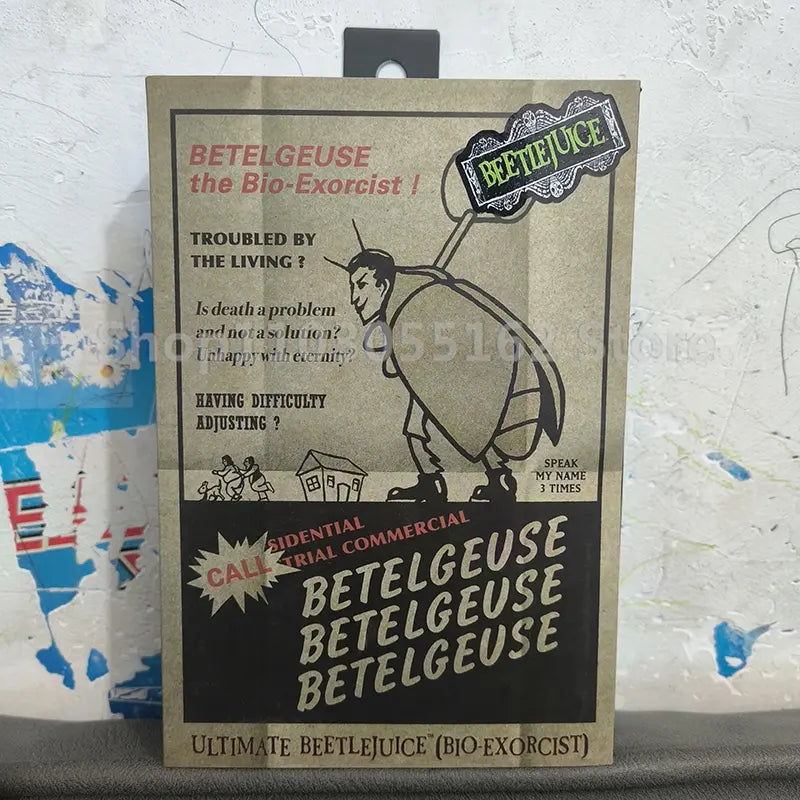 BETELGEUSE
the Bio-Exorcist !
BEETLEJUICE
TROUBLED BY
THE LIVING ?
Is death a problem
and not a solution?
Unhappy with eternity?
HAVING DIFFICULTY
ADJUSTING ?
SPEAK
MY NAME
3 TIMES
CALL
SIDENTIAL
TRIAL COMMERCIAL
BETELGEUSE
BETELGEUSE
BETELGEUSE
ULTIMATE BEETLEJUICE™ (BIO-EXORCIST)